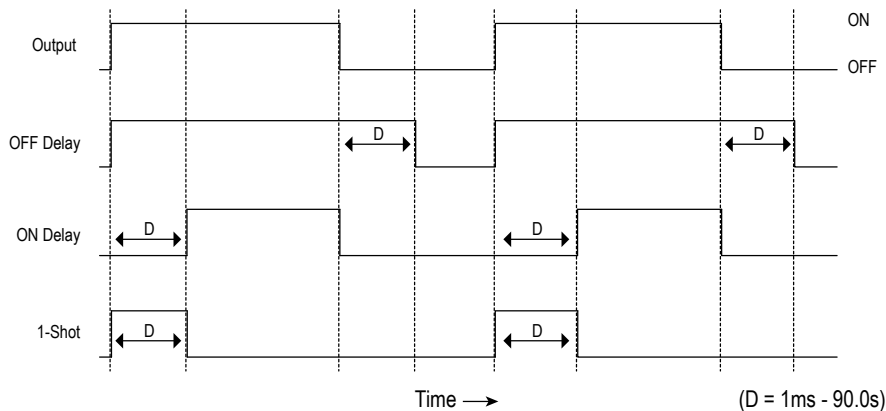 ON
Output
OFF
OFF Delay D D
ON Delay D D
1-Shot D D
Time (D = 1ms - 90.0s)